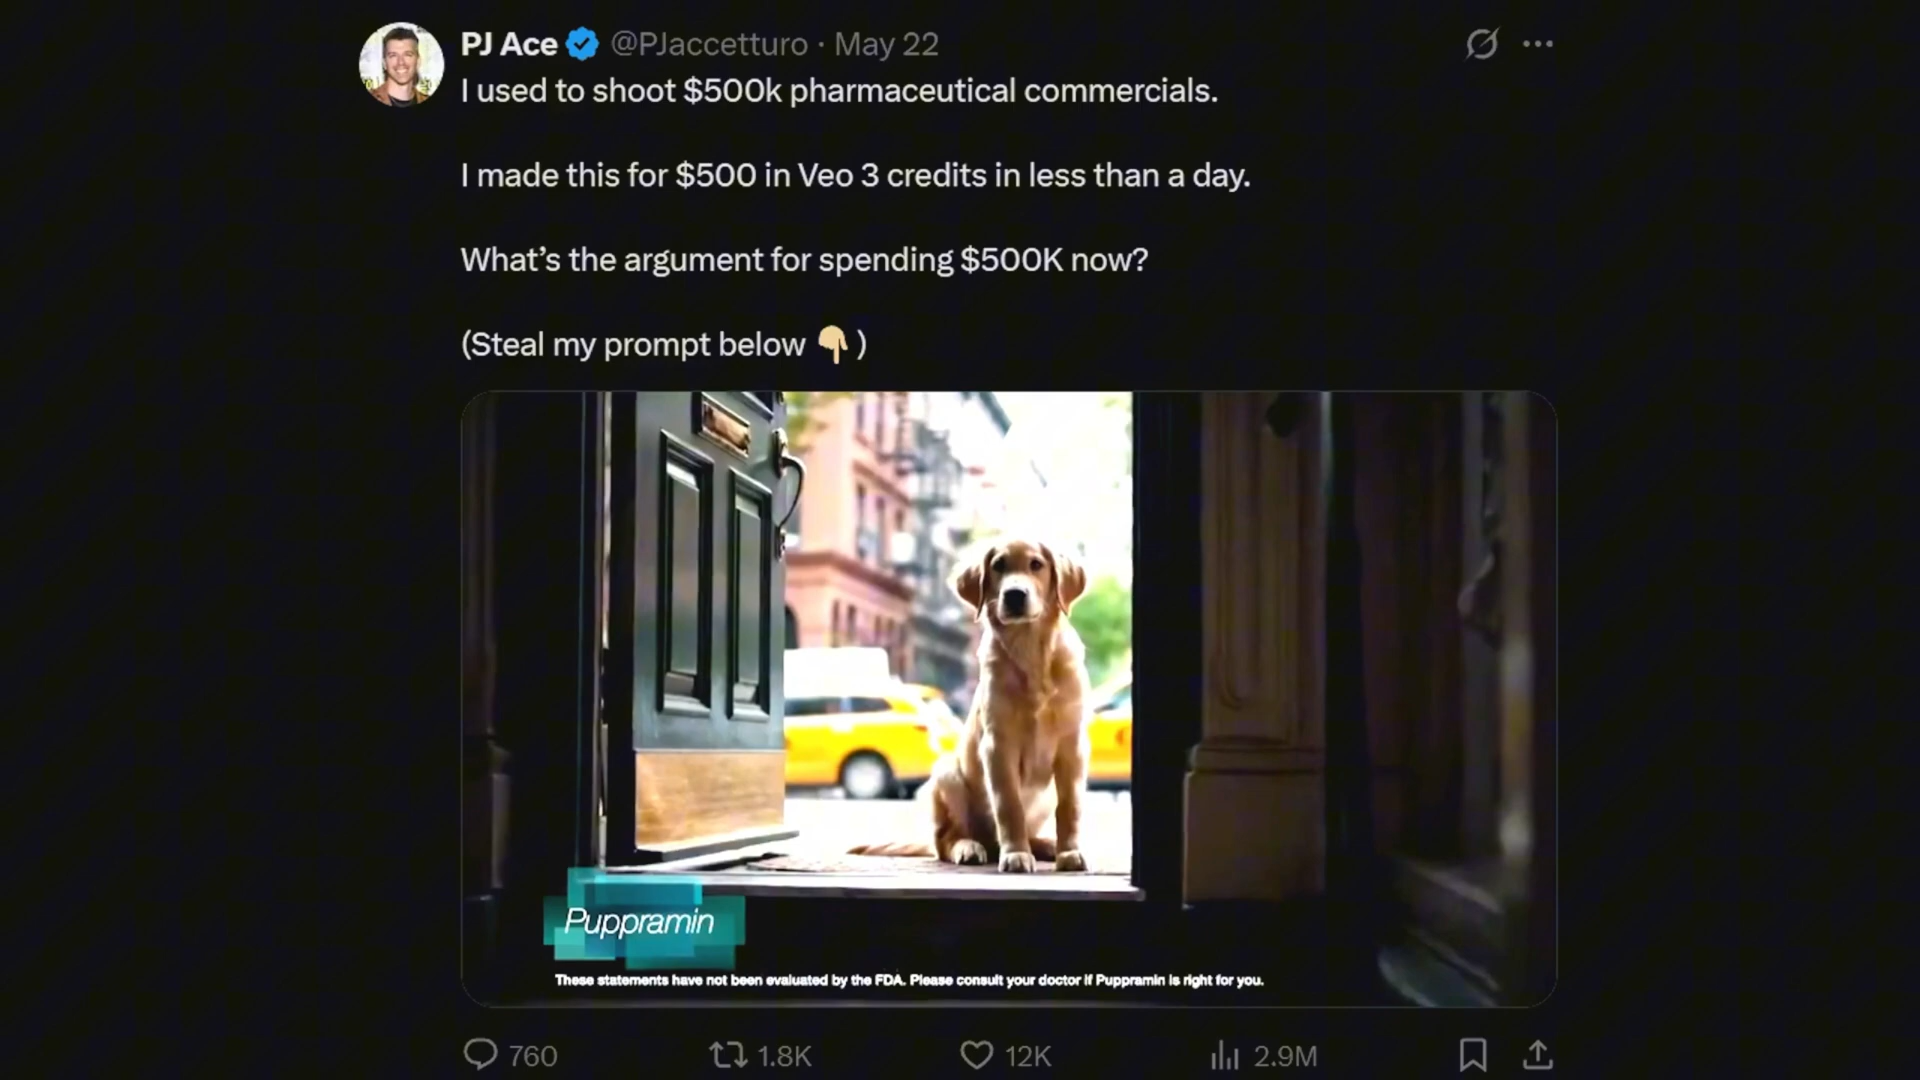 PJ Ace @PJaccetturo · May 22
I used to shoot $500k pharmaceutical commercials.
I made this for $500 in Veo 3 credits in less than a day.
What’s the argument for spending $500K now?
(Steal my prompt below 👇🏼)
Puppramin
These statements have not been evaluated by the FDA. Please consult your doctor if Puppramin is right for you.
760 1.8K 12K 2.9M